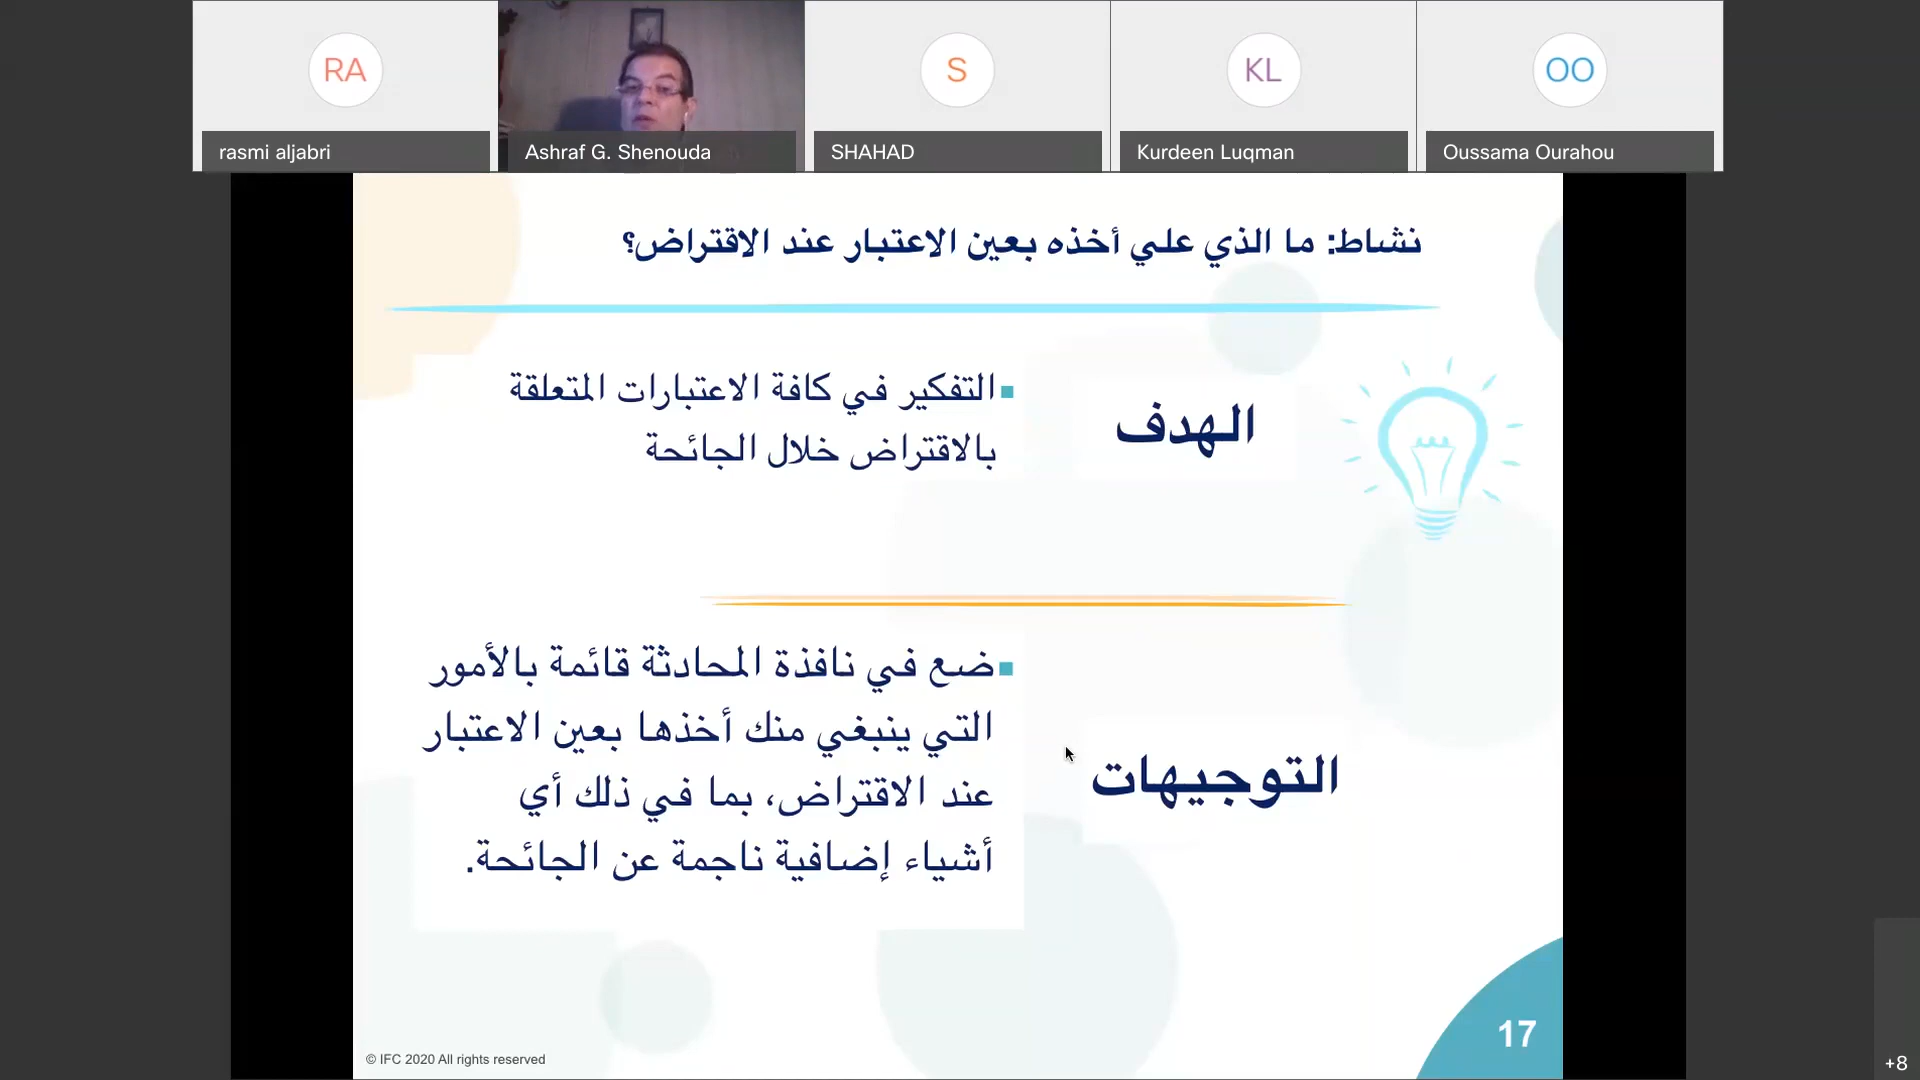 RA
S
KL
OO
rasmi aljabri
Ashraf G. Shenouda
SHAHAD
Kurdeen Luqman
Oussama Ourahou
نشاط: ما الذي علي أخذه بعين الاعتبار عند الاقتراض؟
الهدف
التفكير في كافة الاعتبارات المتعلقة
بالاقتراض خلال الجائحة
التوجيهات
ضع في نافذة المحادثة قائمة بالأمور
التي ينبغي منك أخذها بعين الاعتبار
عند الاقتراض، بما في ذلك أي
أشياء إضافية ناجمة عن الجائحة.
17
© IFC 2020 All rights reserved
+8